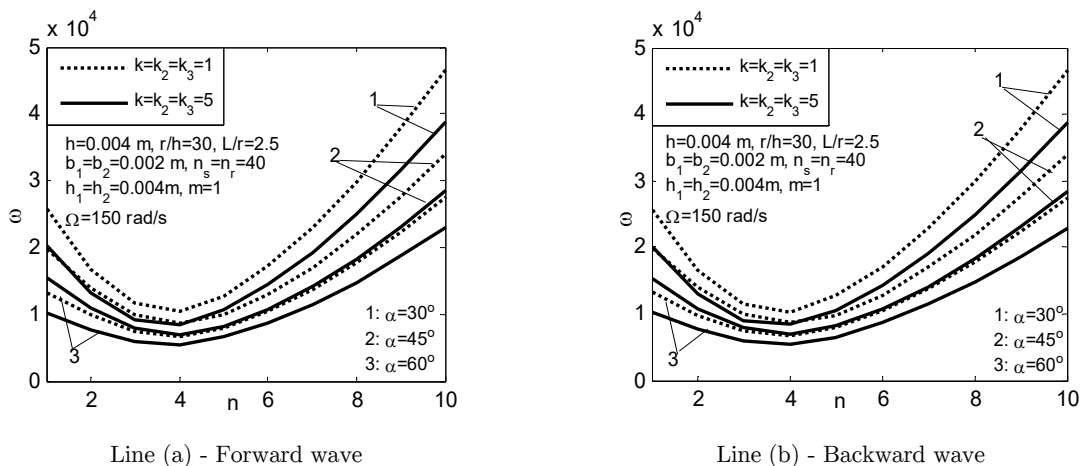 x 10⁴
5
4
3
2
1
0
ω
k=k₂=k₃=1
k=k₂=k₃=5
h=0.004 m, r/h=30, L/r=2.5
b₁=b₂=0.002 m, nₛ=nᵣ=40
h₁=h₂=0.004m, m=1
Ω=150 rad/s
1
2
3
1: α=30°
2: α=45°
3: α=60°
2
4
6
8
10
n
Line (a) - Forward wave
x 10⁴
5
4
3
2
1
0
ω
k=k₂=k₃=1
k=k₂=k₃=5
h=0.004 m, r/h=30, L/r=2.5
b₁=b₂=0.002 m, nₛ=nᵣ=40
h₁=h₂=0.004m, m=1
Ω=150 rad/s
1
2
3
1: α=30°
2: α=45°
3: α=60°
2
4
6
8
10
n
Line (b) - Backward wave